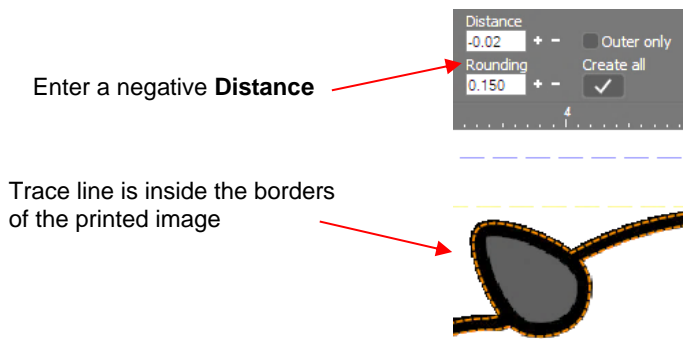 Distance
-0.02 + - Outer only
Enter a negative Distance
Rounding Create all
0.150 + -
4
Trace line is inside the borders
of the printed image